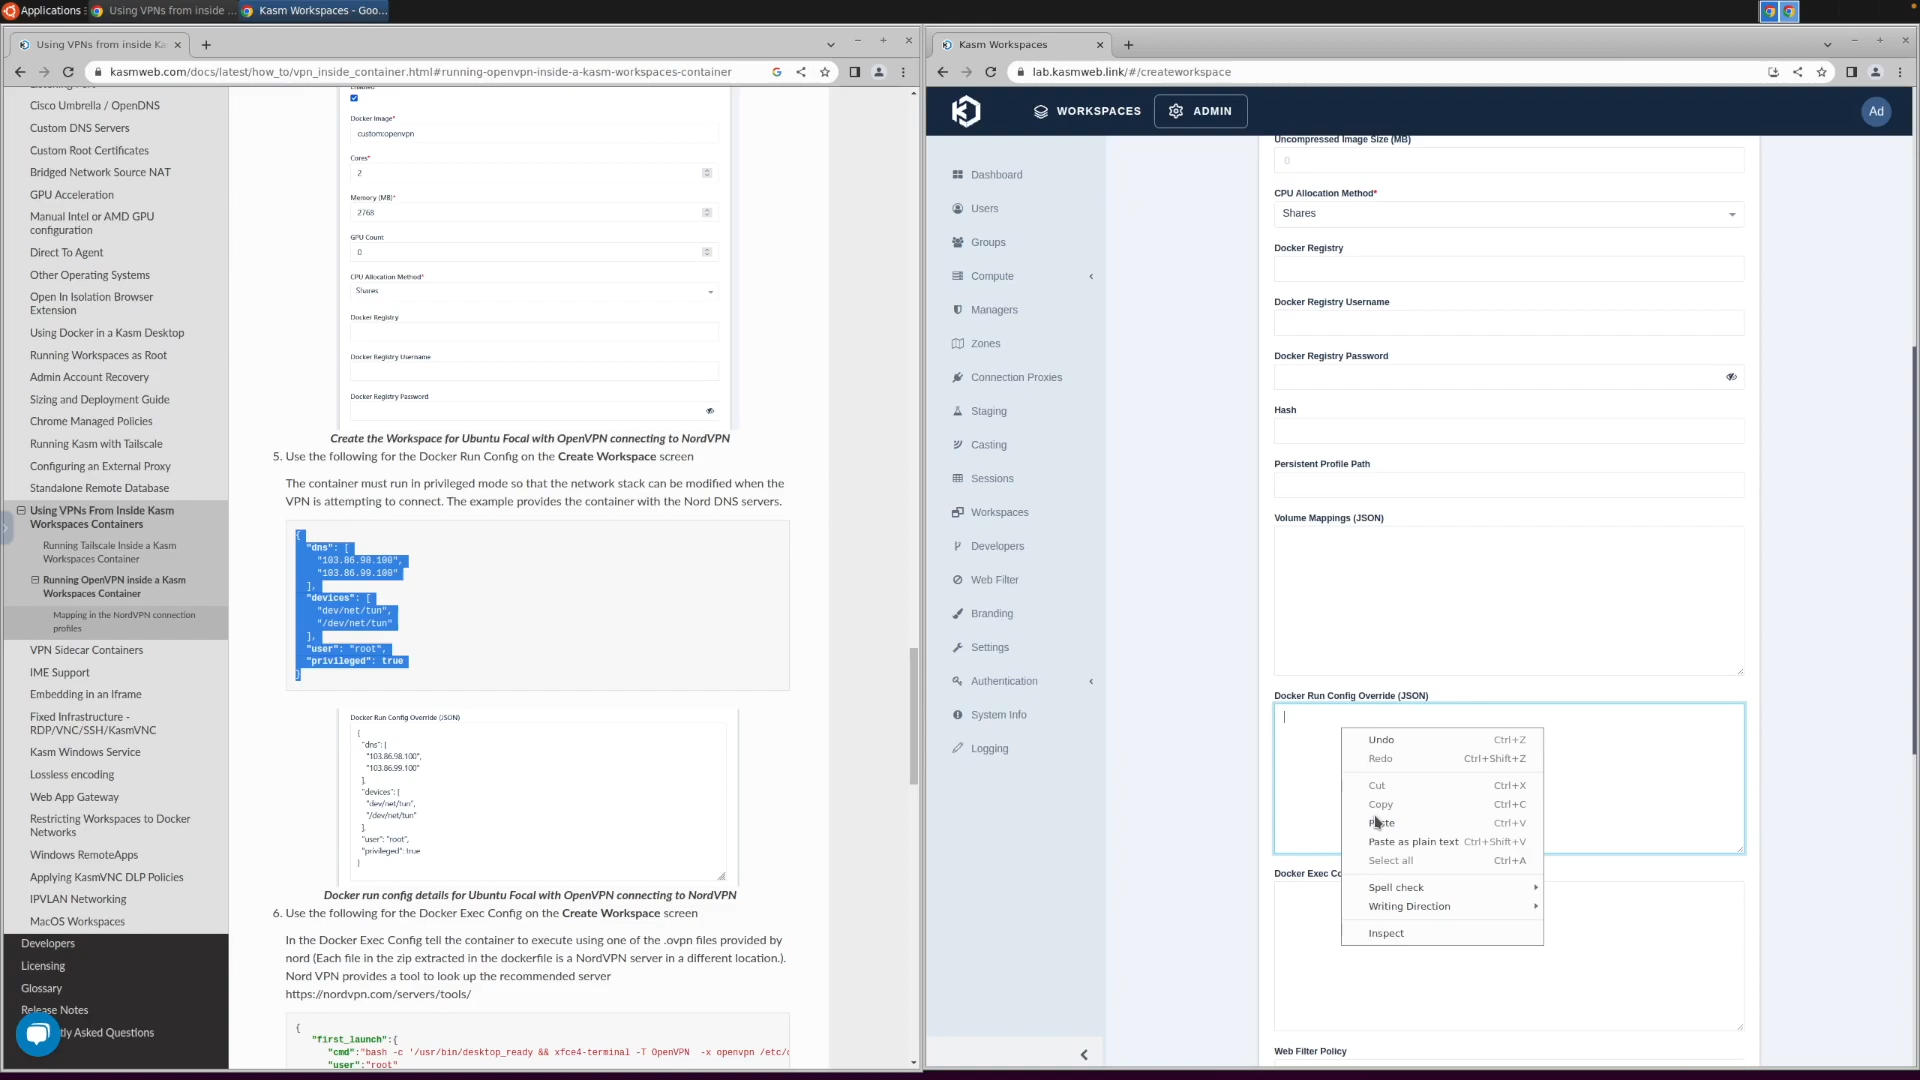 Applications
Using VPNs from inside ...
Kasm Workspaces - Goo...
Using VPNs from inside Ka
kasmweb.com/docs/latest/how_to/vpn_inside_container.html#running-openvpn-inside-a-kasm-workspaces-container
Cisco Umbrella / OpenDNS
Custom DNS Servers
Custom Root Certificates
Bridged Network Source NAT
GPU Acceleration
Manual Intel or AMD GPU
configuration
Direct To Agent
Other Operating Systems
Open In Isolation Browser
Extension
Using Docker in a Kasm Desktop
Running Workspaces as Root
Admin Account Recovery
Sizing and Deployment Guide
Chrome Managed Policies
Running Kasm with Tailscale
Configuring an External Proxy
Standalone Remote Database
Using VPNs From Inside Kasm
Workspaces Containers
Running Tailscale Inside a Kasm
Workspaces Container
Running OpenVPN inside a Kasm
Workspaces Container
Mapping in the NordVPN connection
profiles
VPN Sidecar Containers
IME Support
Embedding in an Iframe
Fixed Infrastructure -
RDP/VNC/SSH/KasmVNC
Kasm Windows Service
Lossless encoding
Web App Gateway
Restricting Workspaces to Docker
Networks
Windows RemoteApps
Applying KasmVNC DLP Policies
IPVLAN Networking
MacOS Workspaces
Developers
Licensing
Glossary
Release Notes
tly Asked Questions
Docker Image*
custom:openvpn
Cores*
2
Memory (MB)*
2768
GPU Count
0
CPU Allocation Method*
Shares
Docker Registry
Docker Registry Username
Docker Registry Password
Create the Workspace for Ubuntu Focal with OpenVPN connecting to NordVPN
5. Use the following for the Docker Run Config on the Create Workspace screen
The container must run in privileged mode so that the network stack can be modified when the
VPN is attempting to connect. The example provides the container with the Nord DNS servers.
{
"dns": [
"103.86.98.100",
"103.86.99.100"
],
"devices": [
"dev/net/tun",
"/dev/net/tun"
],
"user": "root",
"privileged": true
}
Docker Run Config Override (JSON)
{
"dns": [
"103.86.98.100",
"103.86.99.100"
],
"devices": [
"dev/net/tun",
"/dev/net/tun"
],
"user": "root",
"privileged": true
}
Docker run config details for Ubuntu Focal with OpenVPN connecting to NordVPN
6. Use the following for the Docker Exec Config on the Create Workspace screen
In the Docker Exec Config tell the container to execute using one of the .ovpn files provided by
nord (Each file in the zip extracted in the dockerfile is a NordVPN server in a different location.).
Nord VPN provides a tool to look up the recommended server
https://nordvpn.com/servers/tools/
{
"first_launch":{
"cmd":"bash -c '/usr/bin/desktop_ready && xfce4-terminal -T OpenVPN -x openvpn /etc/c
"user":"root"
Kasm Workspaces
lab.kasmweb.link/#/createworkspace
WORKSPACES
ADMIN
Ad
Dashboard
Users
Groups
Compute
Managers
Zones
Connection Proxies
Staging
Casting
Sessions
Workspaces
Developers
Web Filter
Branding
Settings
Authentication
System Info
Logging
Uncompressed Image Size (MB)
0
CPU Allocation Method*
Shares
Docker Registry
Docker Registry Username
Docker Registry Password
Hash
Persistent Profile Path
Volume Mappings (JSON)
Docker Run Config Override (JSON)
Undo Ctrl+Z
Redo Ctrl+Shift+Z
Cut Ctrl+X
Copy Ctrl+C
Paste Ctrl+V
Paste as plain text Ctrl+Shift+V
Select all Ctrl+A
Spell check
Writing Direction
Inspect
Docker Exec Co
Web Filter Policy